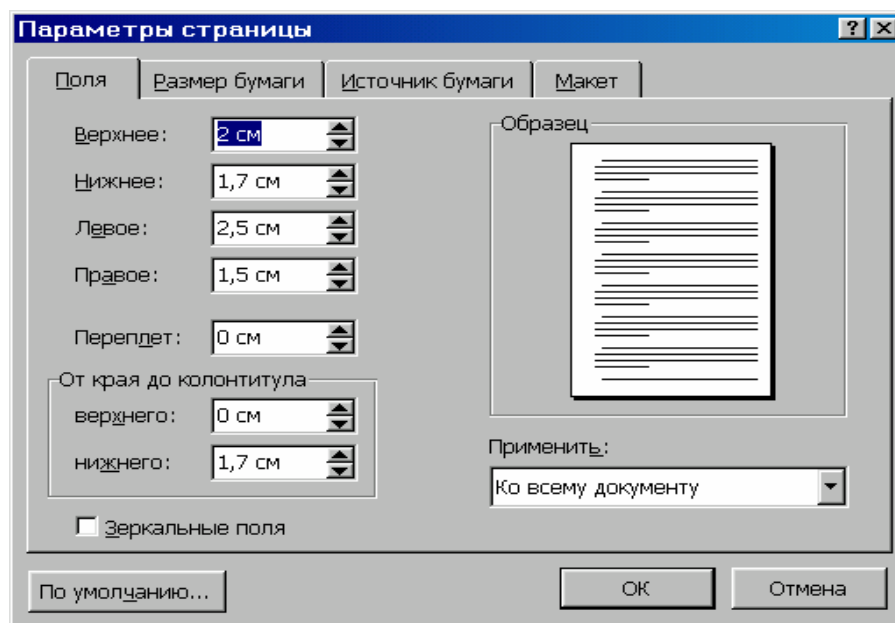 Параметры страницы
Поля Размер бумаги Источник бумаги Макет
Верхнее: 2 см
Нижнее: 1,7 см
Левое: 2,5 см
Правое: 1,5 см
Переплет: 0 см
От края до колонтитула
верхнего: 0 см
нижнего: 1,7 см
Зеркальные поля
Образец
Применить:
Ко всему документу
По умолчанию... ОК Отмена